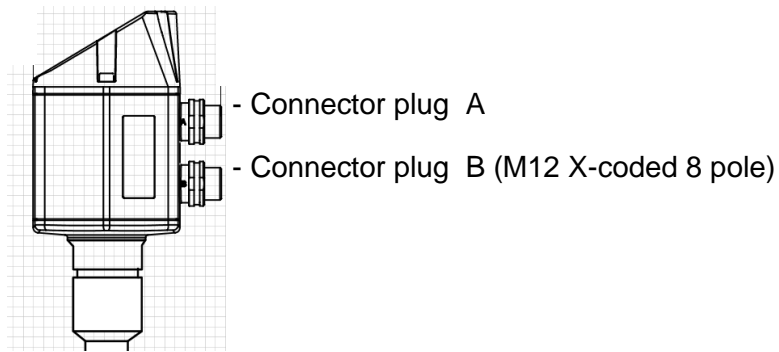 - Connector plug A
- Connector plug B (M12 X-coded 8 pole)